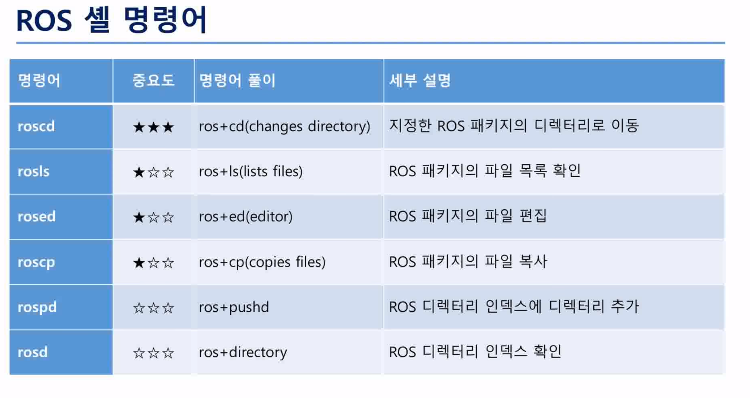 ROS 셸 명령어
명령어 중요도 명령어 풀이 세부 설명
roscd ★★★ ros+cd(changes directory) 지정한 ROS 패키지의 디렉터리로 이동
rosls ★☆☆ ros+ls(lists files) ROS 패키지의 파일 목록 확인
rosed ★☆☆ ros+ed(editor) ROS 패키지의 파일 편집
roscp ★☆☆ ros+cp(copies files) ROS 패키지의 파일 복사
rospd ☆☆☆ ros+pushd ROS 디렉터리 인덱스에 디렉터리 추가
rosd ☆☆☆ ros+directory ROS 디렉터리 인덱스 확인